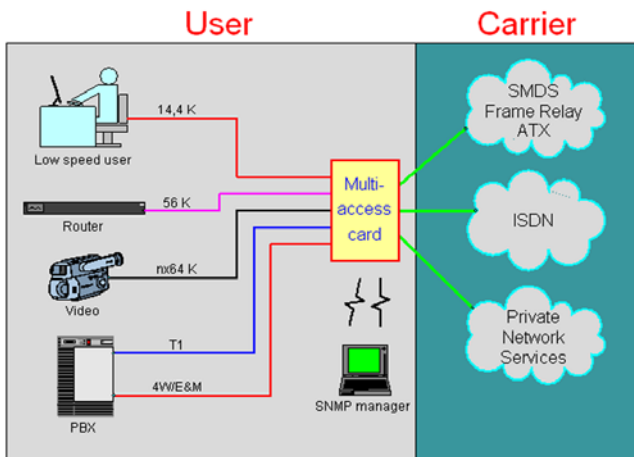 User
Carrier
14,4 K
Low speed user
56 K
Router
nx64 K
Video
T1
4W/E&M
PBX
Multi-
access
card
SNMP manager
SMDS
Frame Relay
ATX
ISDN
Private
Network
Services